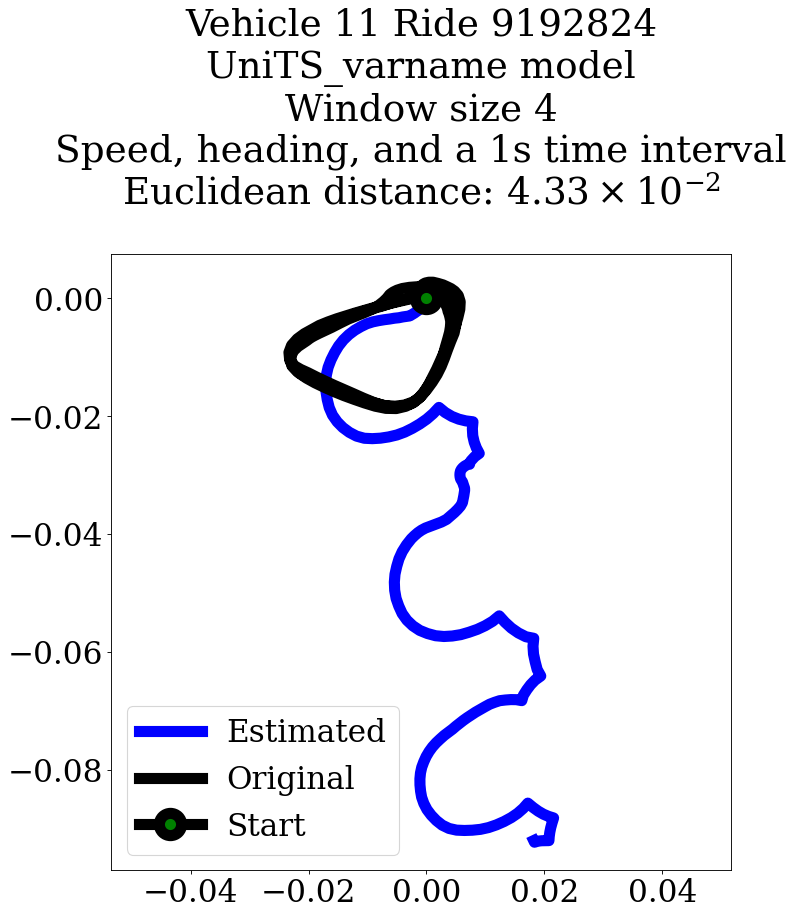 Vehicle 11 Ride 9192824
UniTS_varname model
Window size 4
Speed, heading, and a 1s time interval
Euclidean distance: 4.33 × 10⁻²
0.00
−0.02
−0.04
−0.06
−0.08
Estimated
Original
Start
−0.04 −0.02 0.00 0.02 0.04